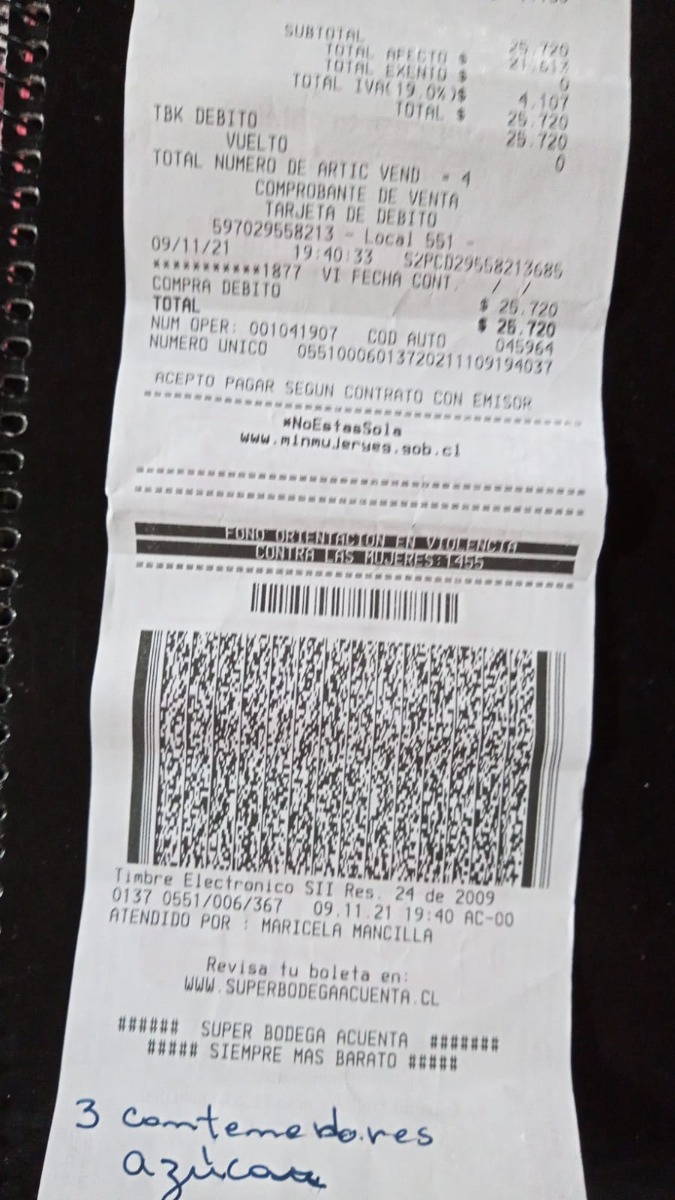 SUBTOTAL 25.720
TOTAL AFECTO $ 21.613
TOTAL EXENTO $ 0
TOTAL IVA(19.0%)$ 4.107
TOTAL $ 25.720
TBK DEBITO 25.720
VUELTO 0
TOTAL NUMERO DE ARTIC VEND = 4
COMPROBANTE DE VENTA
TARJETA DE DEBITO
597029558213 - Local 551 -
09/11/21 19:40:33 S2PCD29558213685
***********1877 VI FECHA CONT. / /
COMPRA DEBITO $ 25.720
TOTAL $ 25.720
NUM OPER: 001041907 COD AUTO 045964
NUMERO UNICO 05510006013720211109194037
ACEPTO PAGAR SEGUN CONTRATO CON EMISOR
#NoEstasSola
www.minmujeryeg.gob.cl
FONO ORIENTACION EN VIOLENCIA
CONTRA LAS MUJERES:1455
Timbre Electronico SII Res. 24 de 2009
0137 0551/006/367 09.11.21 19:40 AC-00
ATENDIDO POR : MARICELA MANCILLA
Revisa tu boleta en:
WWW.SUPERBODEGAACUENTA.CL
###### SUPER BODEGA ACUENTA #######
##### SIEMPRE MAS BARATO #####
3 contenedores
azúcar